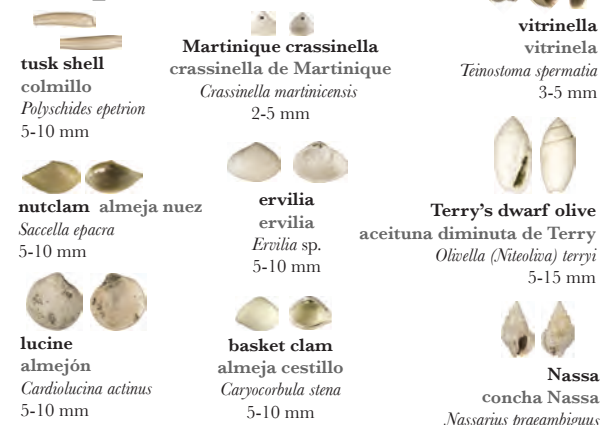 tusk shell
colmillo
Polyschides epetrion
5-10 mm
Martinique crassinella
crassinella de Martinique
Crassinella martinicensis
2-5 mm
vitrinella
vitrinela
Teinostoma spermatia
3-5 mm
nutclam almeja nuez
Saccella epacra
5-10 mm
ervilia
ervilia
Ervilia sp.
5-10 mm
Terry's dwarf olive
aceituna diminuta de Terry
Olivella (Niteoliva) terryi
5-15 mm
lucine
almejón
Cardiolucina actinus
5-10 mm
basket clam
almeja cestillo
Caryocorbula stena
5-10 mm
Nassa
concha Nassa
Nassarius praeambiguus